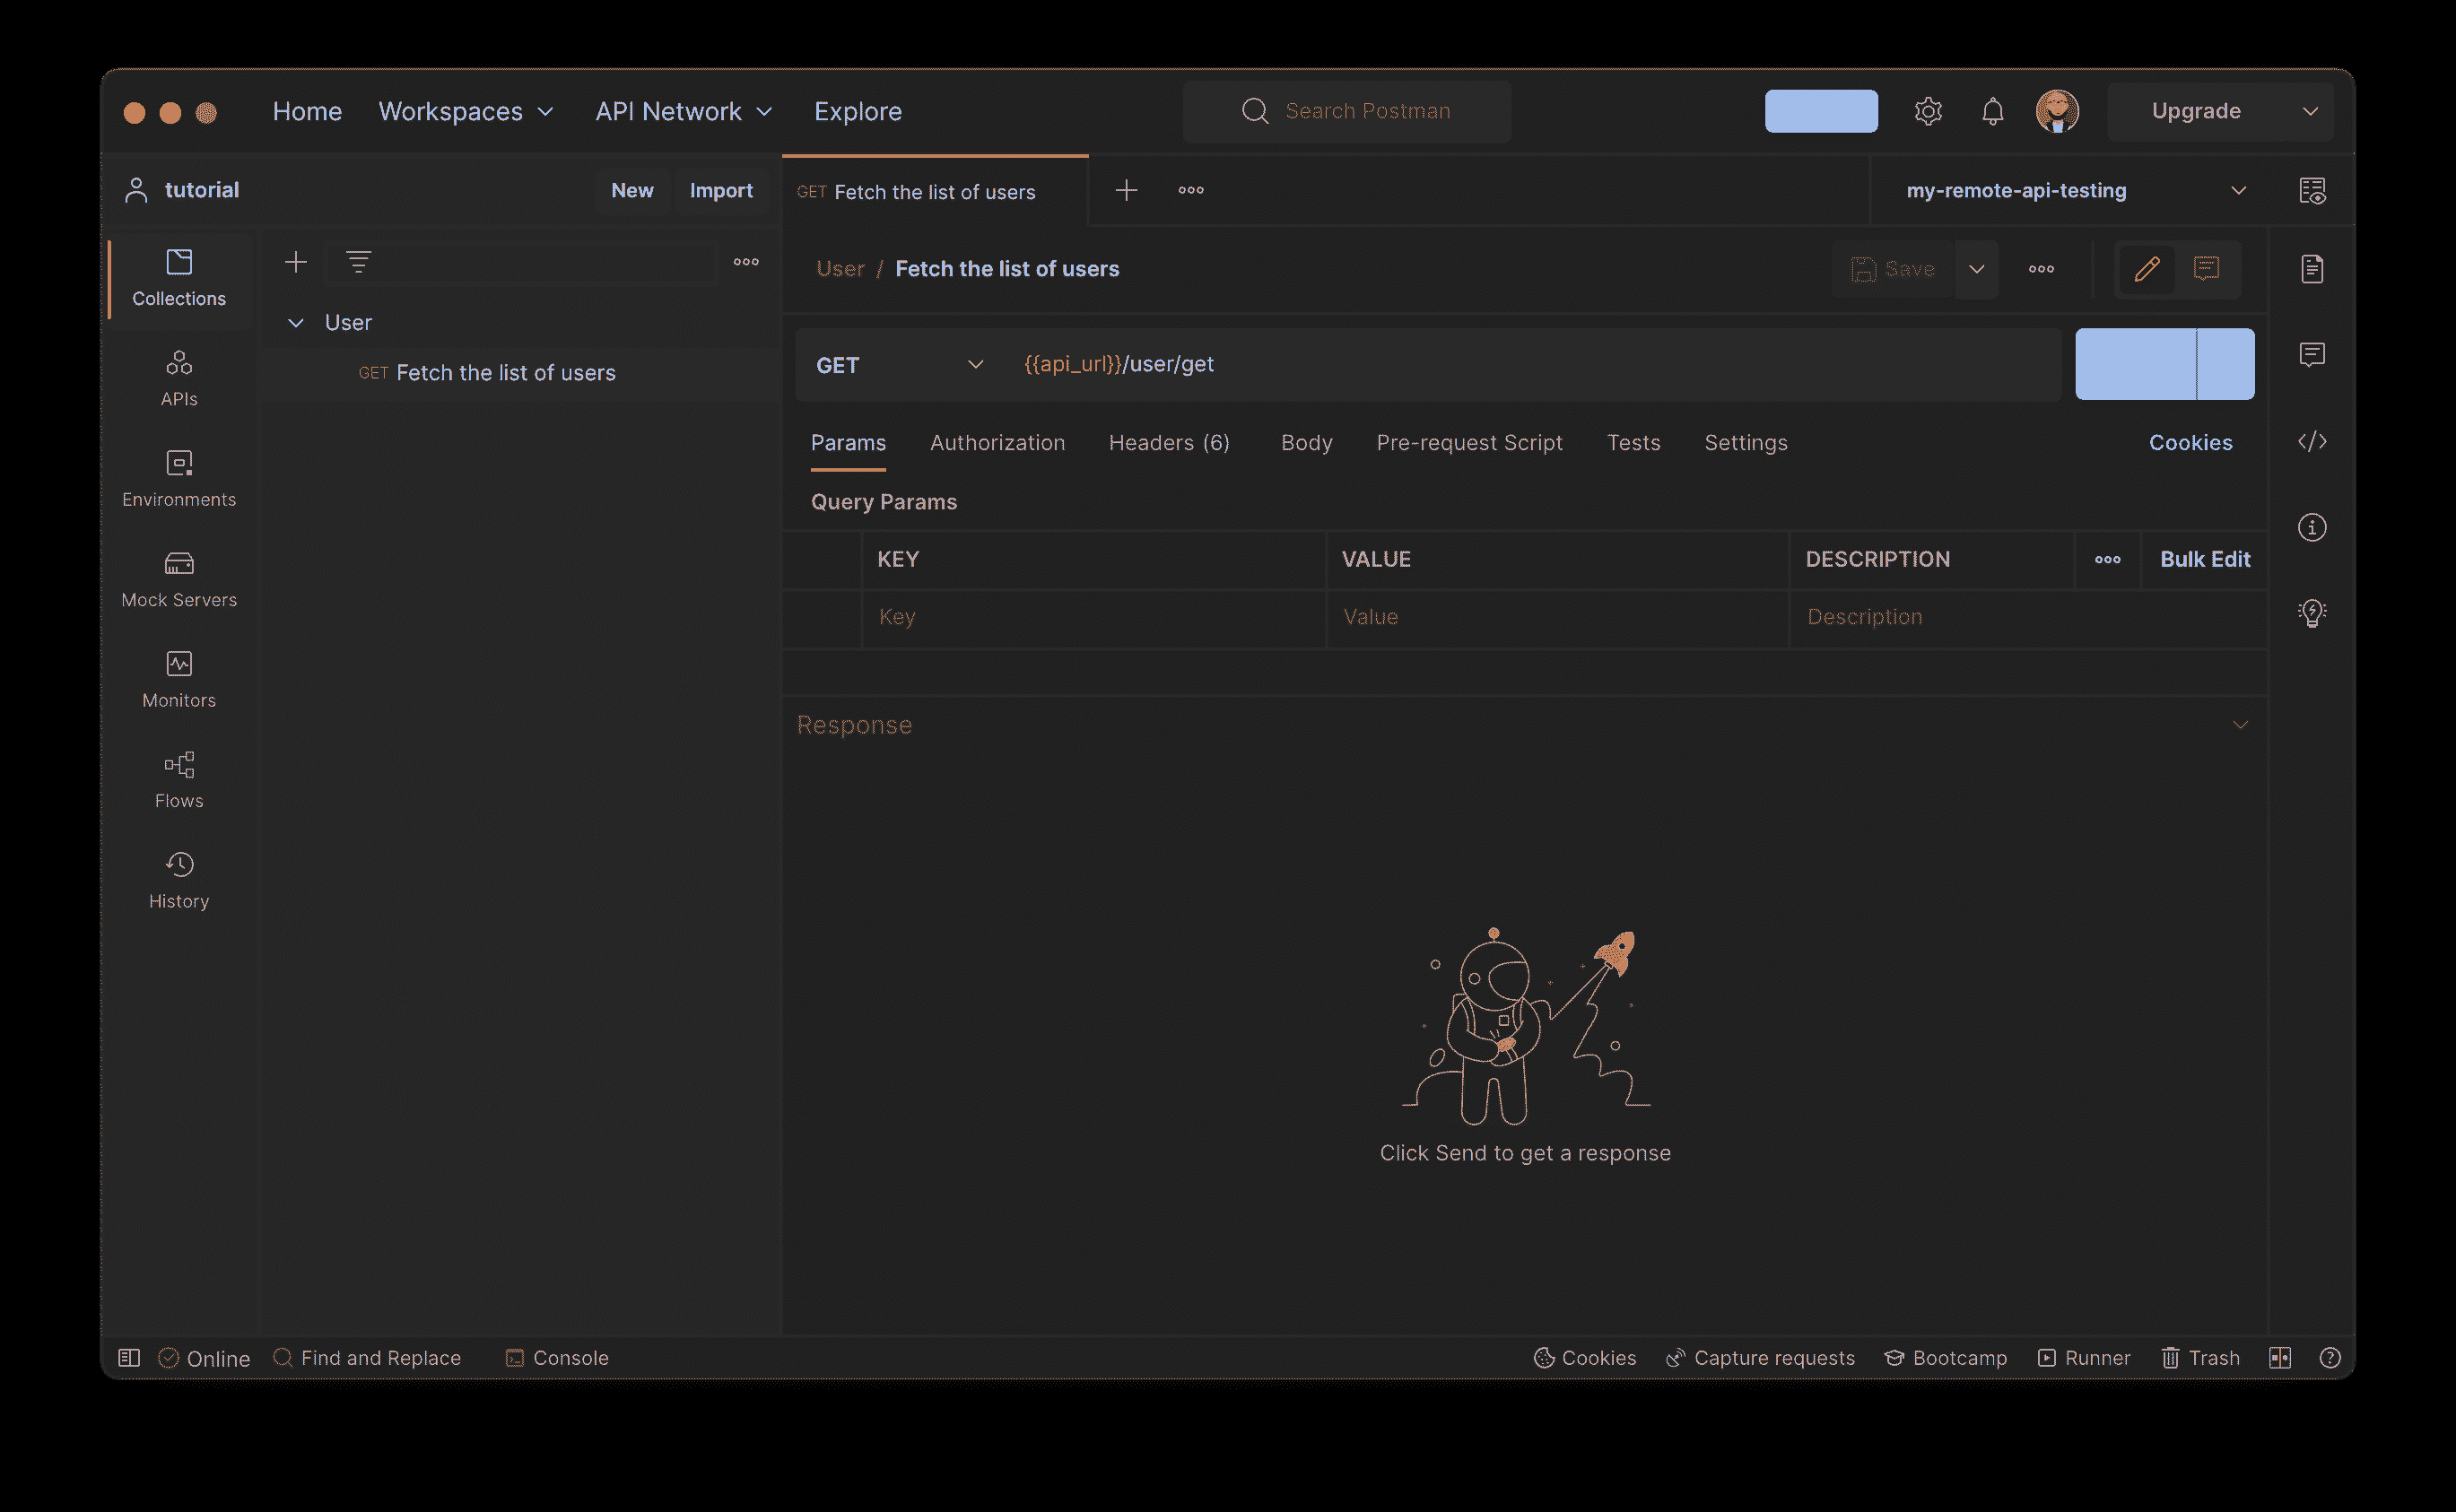 Home Workspaces API Network Explore Search Postman Upgrade
tutorial New Import GET Fetch the list of users my-remote-api-testing
Collections
APIs
Environments
Mock Servers
Monitors
Flows
History
User
GET Fetch the list of users
User / Fetch the list of users Save
GET {{api_url}}/user/get
Params Authorization Headers (6) Body Pre-request Script Tests Settings Cookies
Query Params
KEY VALUE DESCRIPTION Bulk Edit
Key Value Description
Response
Click Send to get a response
Online Find and Replace Console Cookies Capture requests Bootcamp Runner Trash